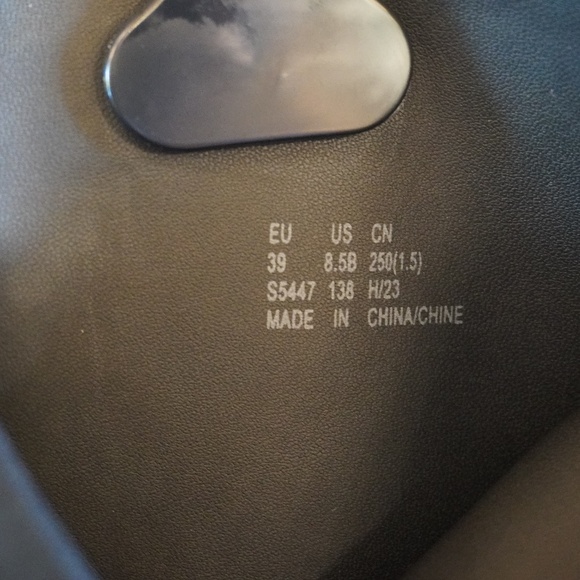 EU US CN
39 8.5B 250(1.5)
S5447 138 H/23
MADE IN CHINA/CHINE